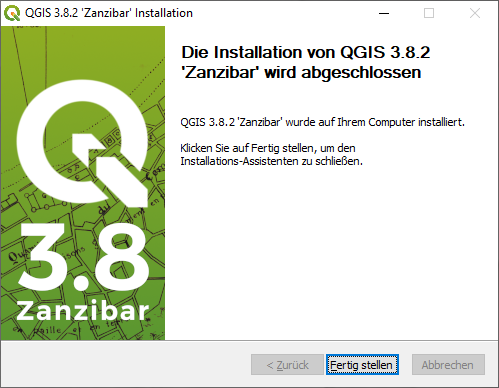 QGIS 3.8.2 'Zanzibar' Installation
Die Installation von QGIS 3.8.2
'Zanzibar' wird abgeschlossen
QGIS 3.8.2 'Zanzibar' wurde auf Ihrem Computer installiert.
Klicken Sie auf Fertig stellen, um den
Installations-Assistenten zu schließen.
3.8
Zanzibar
< Zurück
Fertig stellen
Abbrechen